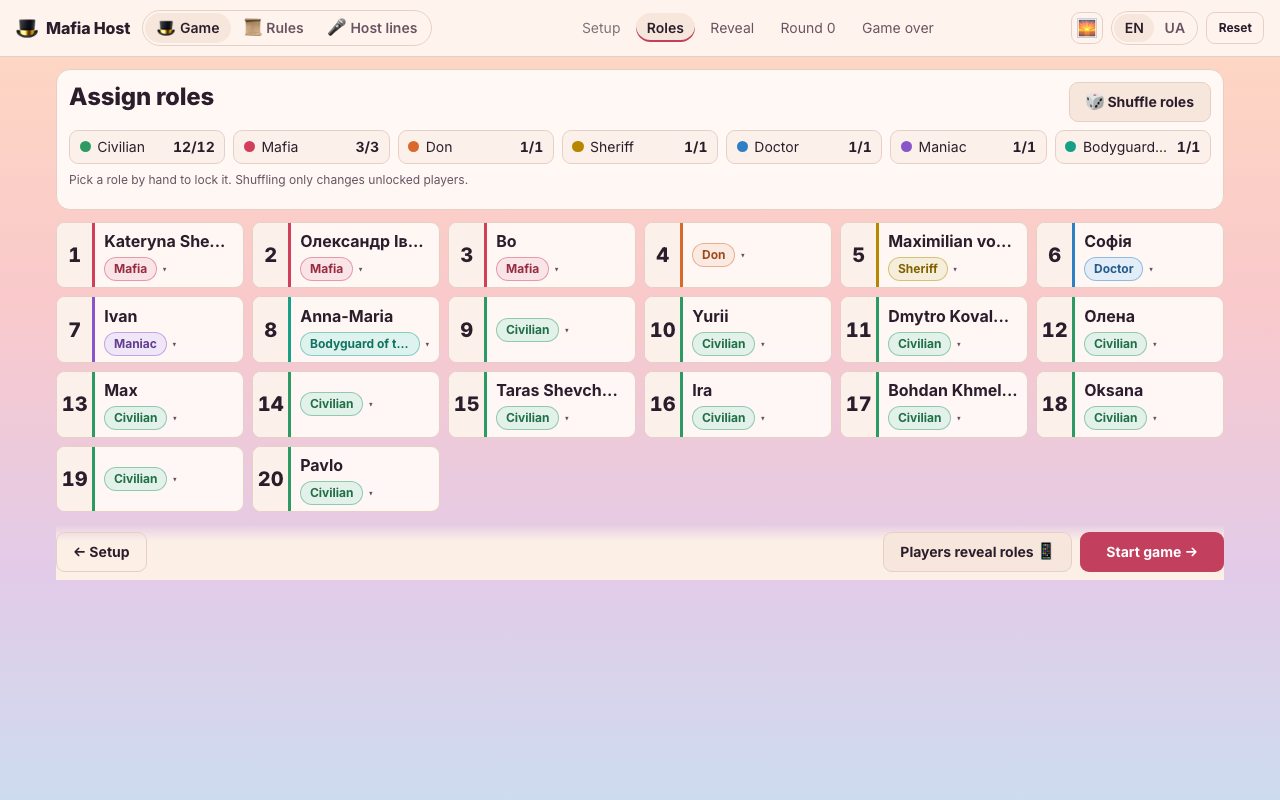 Mafia Host
Game
Rules
Host lines
Setup
Roles
Reveal
Round 0
Game over
EN
UA
Reset
Assign roles
Shuffle roles
Civilian 12/12
Mafia 3/3
Don 1/1
Sheriff 1/1
Doctor 1/1
Maniac 1/1
Bodyguard... 1/1
Pick a role by hand to lock it. Shuffling only changes unlocked players.
1
Kateryna She...
Mafia
2
Олександр Ів...
Mafia
3
Bo
Mafia
4
Don
5
Maximilian vo...
Sheriff
6
Софія
Doctor
7
Ivan
Maniac
8
Anna-Maria
Bodyguard of t...
9
Civilian
10
Yurii
Civilian
11
Dmytro Koval...
Civilian
12
Олена
Civilian
13
Max
Civilian
14
Civilian
15
Taras Shevch...
Civilian
16
Ira
Civilian
17
Bohdan Khmel...
Civilian
18
Oksana
Civilian
19
Civilian
20
Pavlo
Civilian
← Setup
Players reveal roles
Start game →